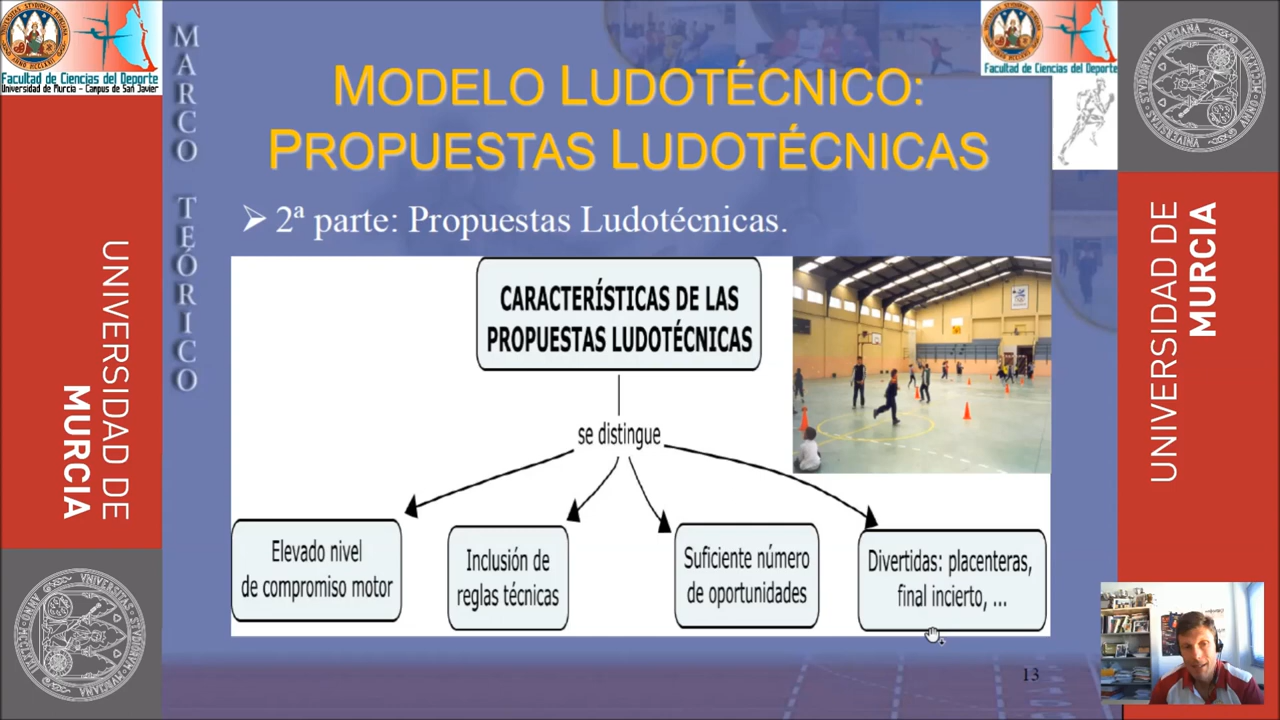 Facultad de Ciencias del Deporte
Universidad de Murcia - Campus de San Javier
MARCO TEÓRICO
MODELO LUDOTÉCNICO:
PROPUESTAS LUDOTÉCNICAS
2ª parte: Propuestas Ludotécnicas.
CARACTERÍSTICAS DE LAS
PROPUESTAS LUDOTÉCNICAS
se distingue
Elevado nivel
de compromiso motor
Inclusión de
reglas técnicas
Suficiente número
de oportunidades
Divertidas: placenteras,
final incierto, ...
13
Facultad de Ciencias del Deporte
UNIVERSIDAD DE
MURCIA
UNIVERSIDAD DE
MURCIA